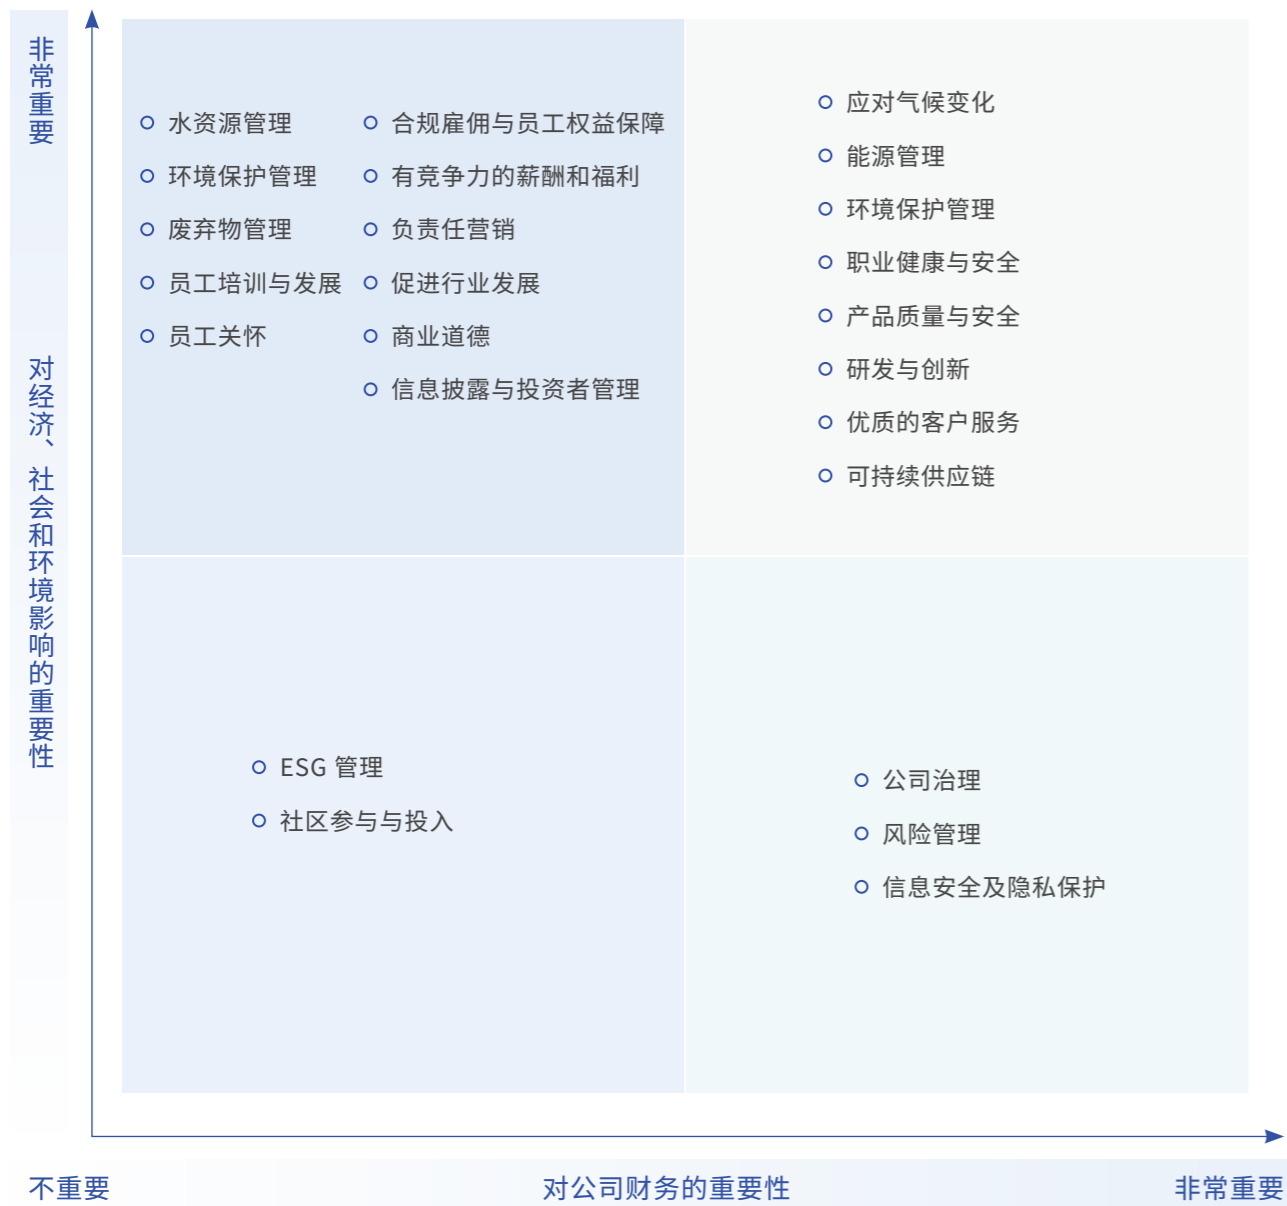 非常重要
对经济、社会和环境影响的重要性
水资源管理
环境保护管理
废弃物管理
员工培训与发展
员工关怀
合规雇佣与员工权益保障
有竞争力的薪酬和福利
负责任营销
促进行业发展
商业道德
信息披露与投资者管理
应对气候变化
能源管理
环境保护管理
职业健康与安全
产品质量与安全
研发与创新
优质的客户服务
可持续供应链
ESG 管理
社区参与与投入
公司治理
风险管理
信息安全及隐私保护
不重要
对公司财务的重要性
非常重要